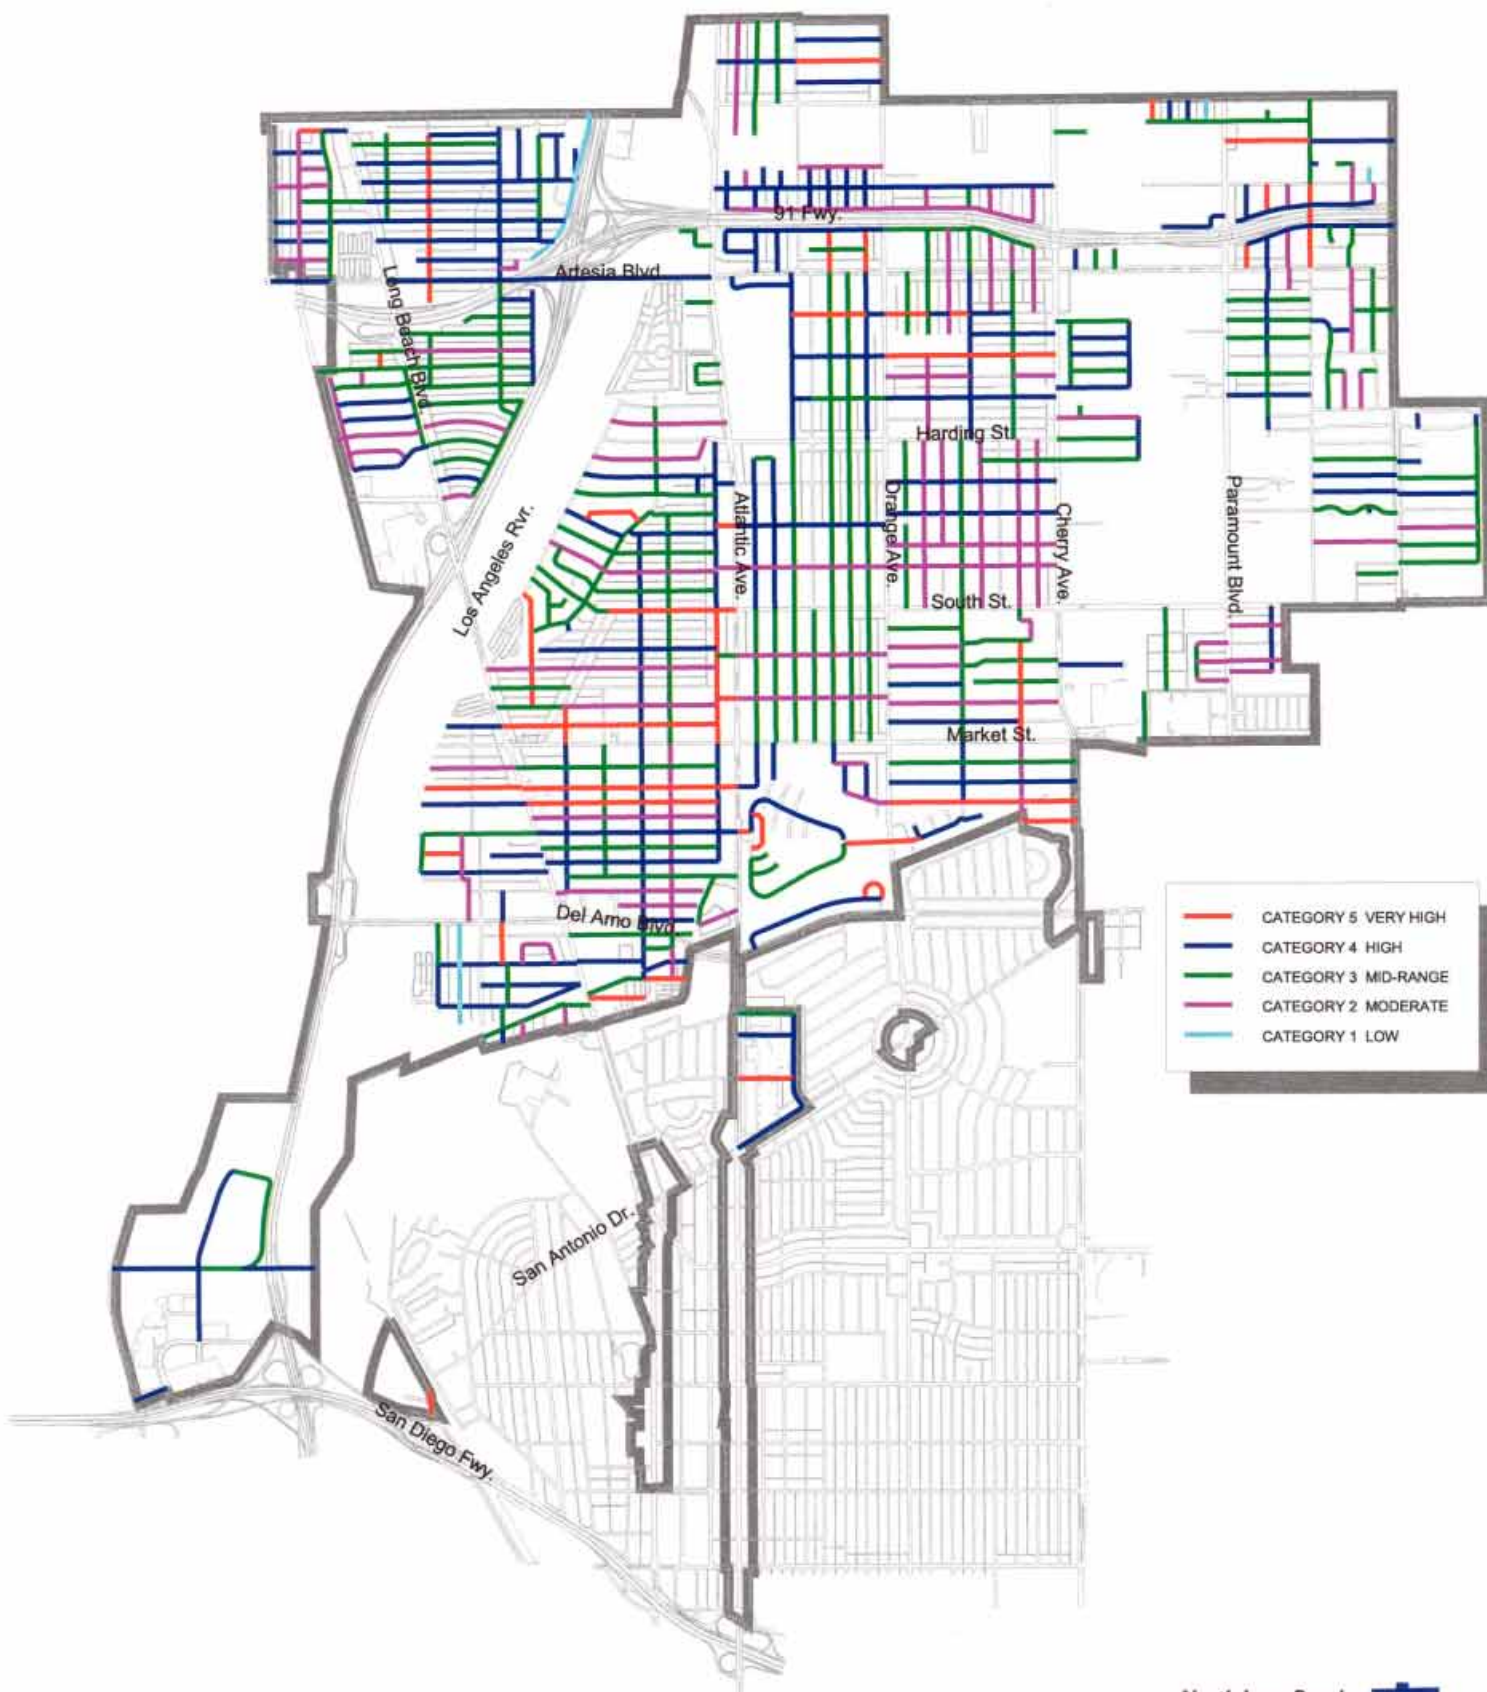 91 Fwy.
Artesia Blvd.
Long Beach Blvd.
Harding St.
Los Angeles Rvr.
Atlantic Ave.
Orange Ave.
Cherry Ave.
Paramount Blvd.
South St.
Market St.
Del Amo Blvd.
CATEGORY 5 VERY HIGH
CATEGORY 4 HIGH
CATEGORY 3 MID-RANGE
CATEGORY 2 MODERATE
CATEGORY 1 LOW
San Antonio Dr.
San Diego Fwy.